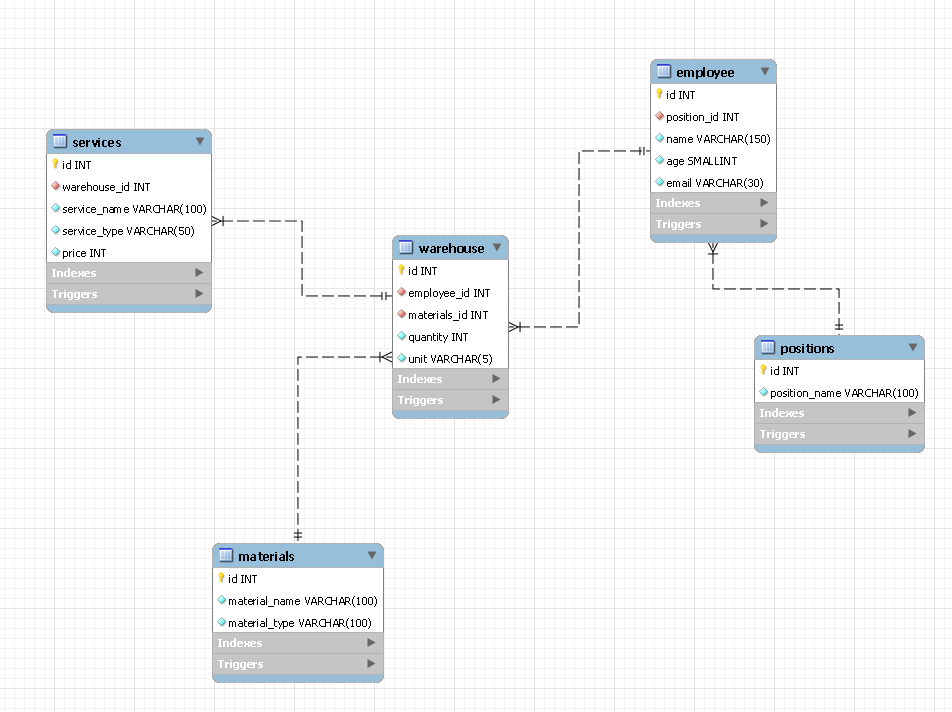 employee
id INT
position_id INT
name VARCHAR(150)
age SMALLINT
email VARCHAR(30)
Indexes
Triggers
services
id INT
warehouse_id INT
service_name VARCHAR(100)
service_type VARCHAR(50)
price INT
Indexes
Triggers
warehouse
id INT
employee_id INT
materials_id INT
quantity INT
unit VARCHAR(5)
Indexes
Triggers
positions
id INT
position_name VARCHAR(100)
Indexes
Triggers
materials
id INT
material_name VARCHAR(100)
material_type VARCHAR(100)
Indexes
Triggers